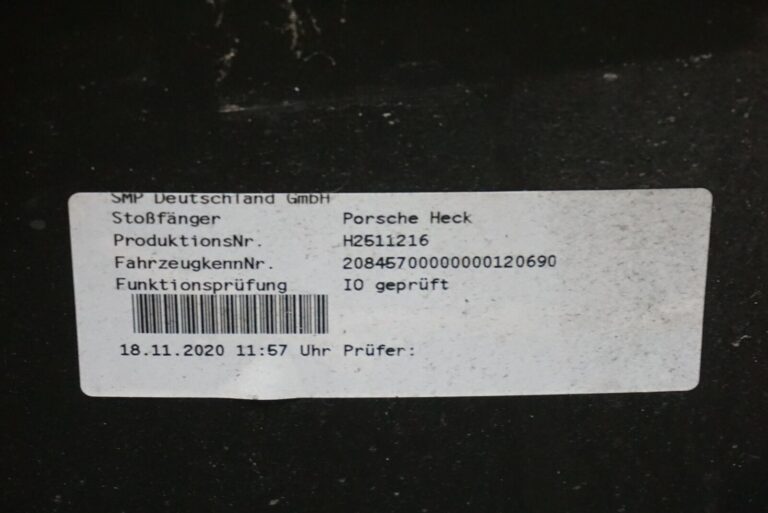 SMP Deutschland GmbH
Stoßfänger Porsche Heck
ProduktionsNr. H2511216
FahrzeugkennNr. 20845700000000120690
Funktionsprüfung IO geprüft
18.11.2020 11:57 Uhr Prüfer: